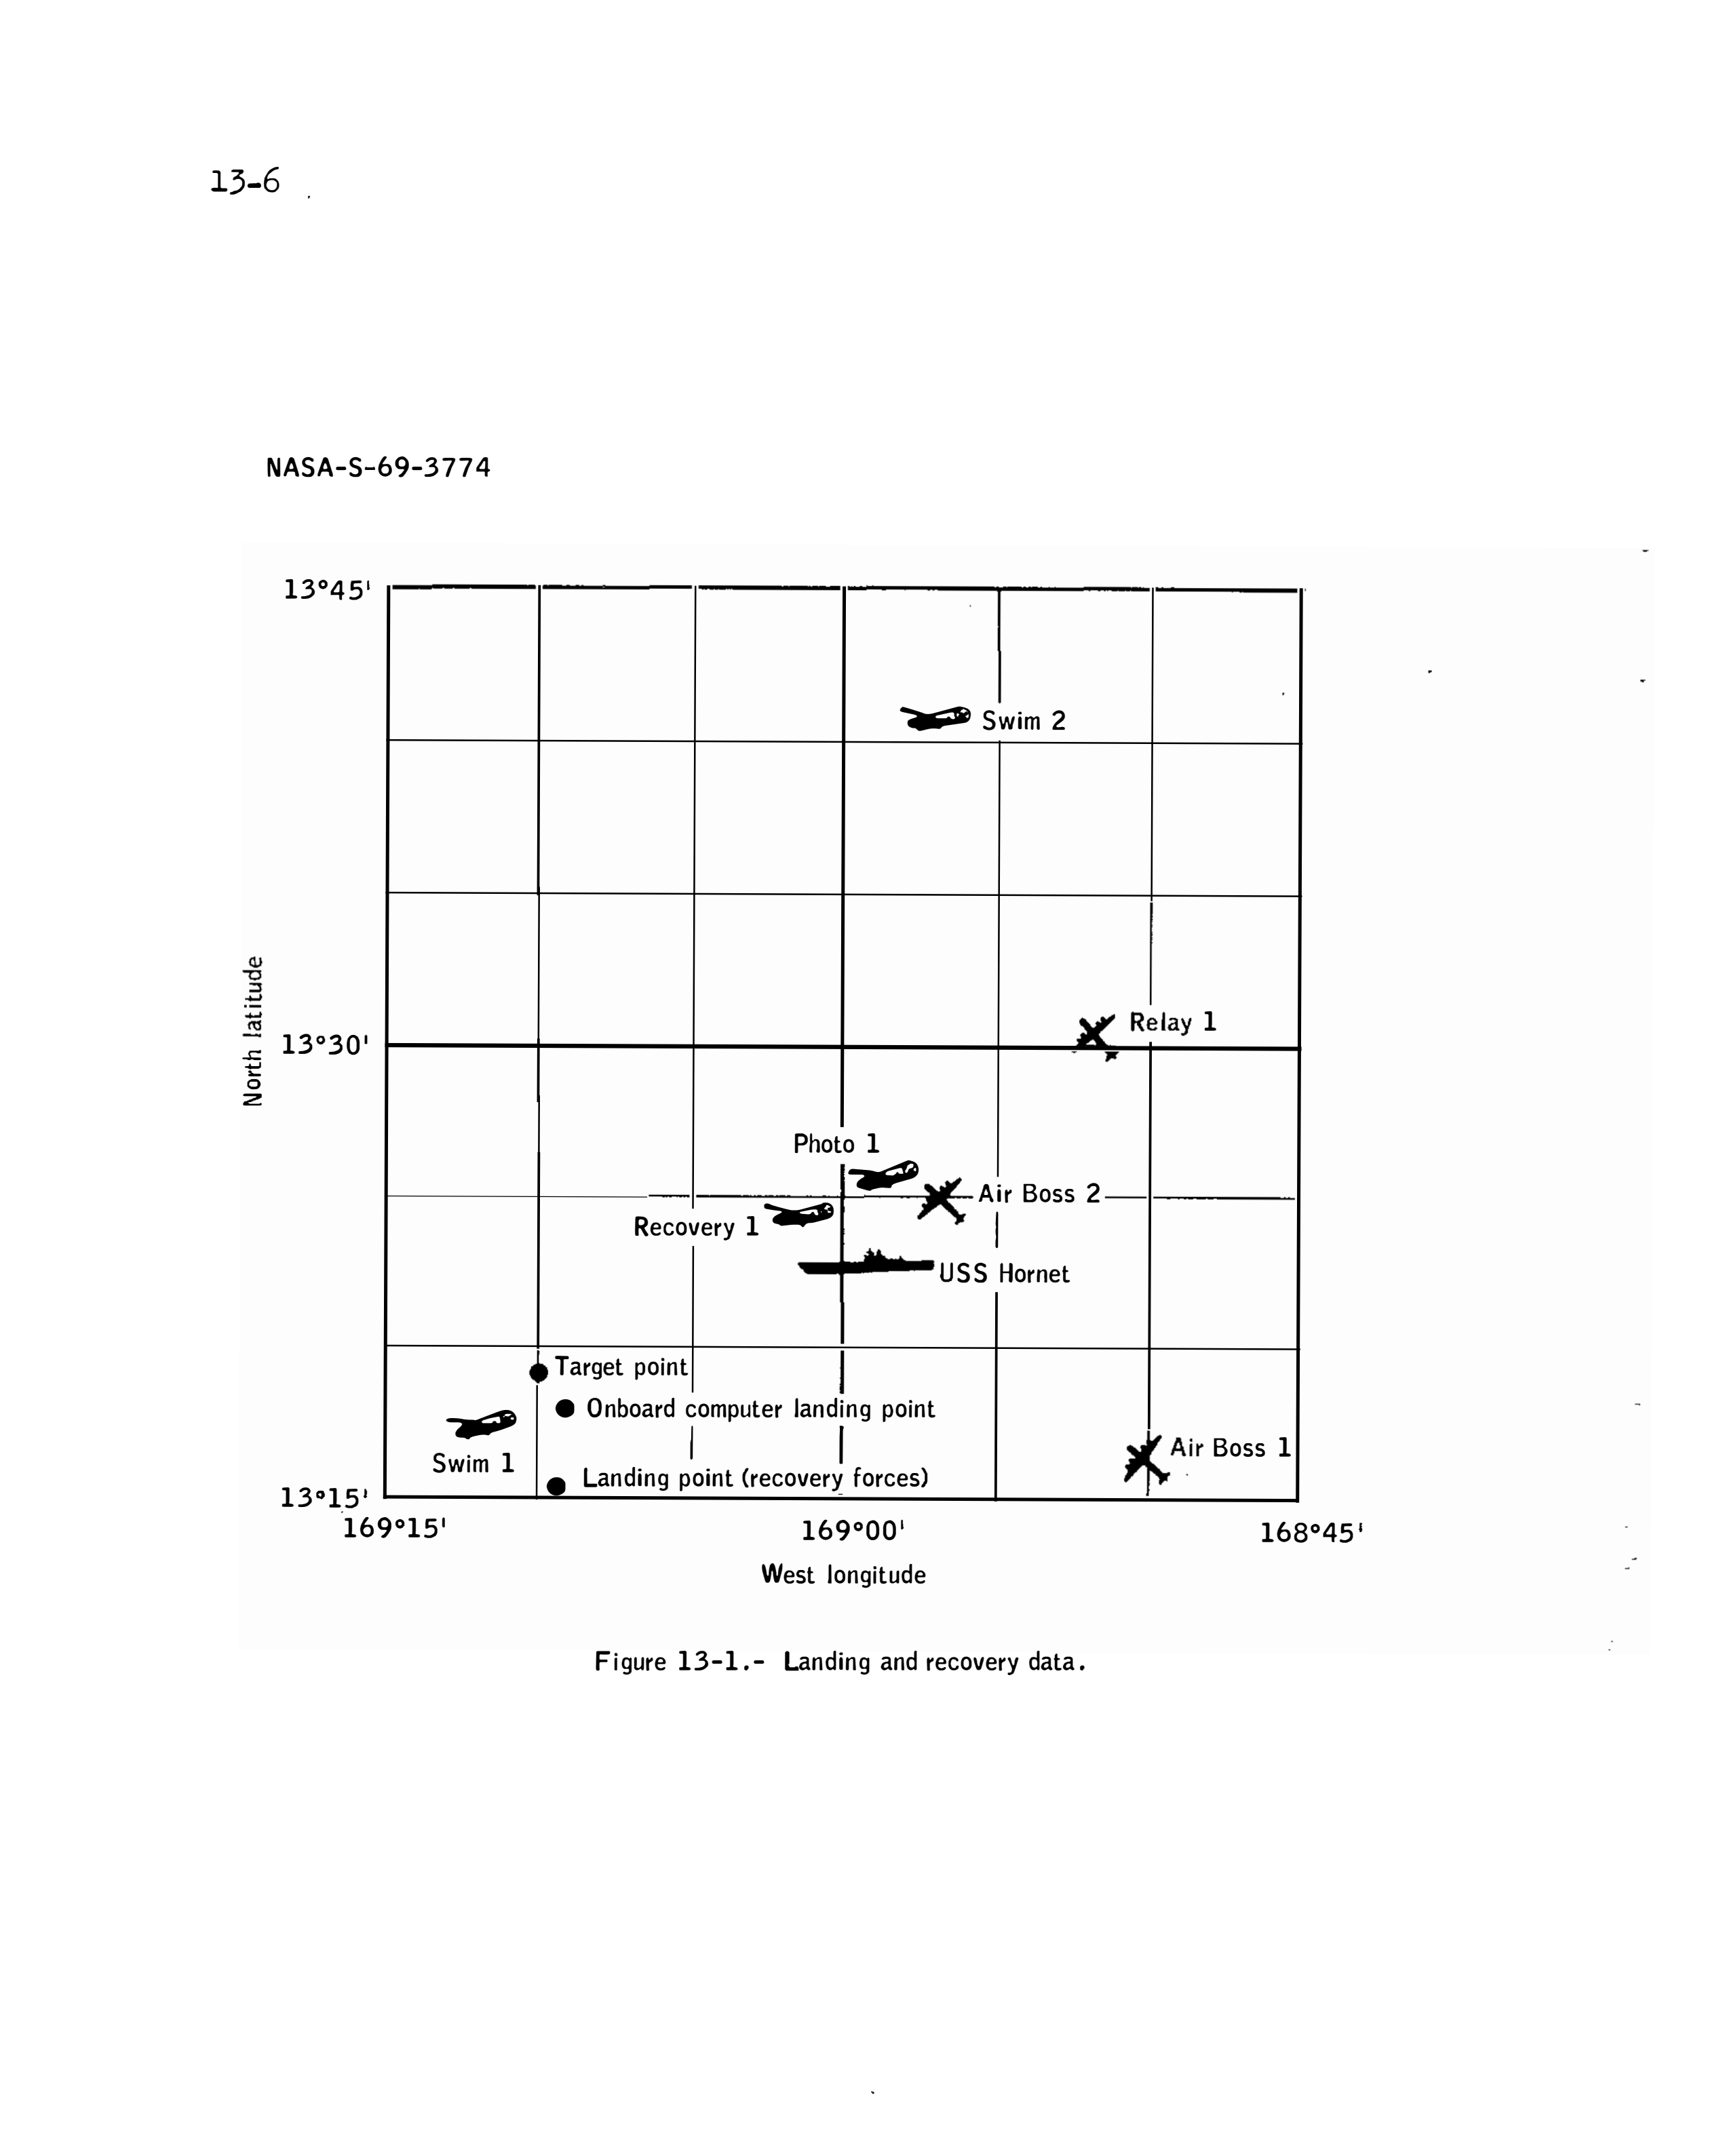 13-6
NASA-S-69-3774
13°45'
Swim 2
North latitude
Relay 1
13°30'
Photo 1
Air Boss 2
Recovery 1
USS Hornet
Target point
Onboard computer landing point
Swim 1
Air Boss 1
Landing point (recovery forces)
13°15'
169°15'
169°00'
168°45'
West longitude
Figure 13-1.- Landing and recovery data.